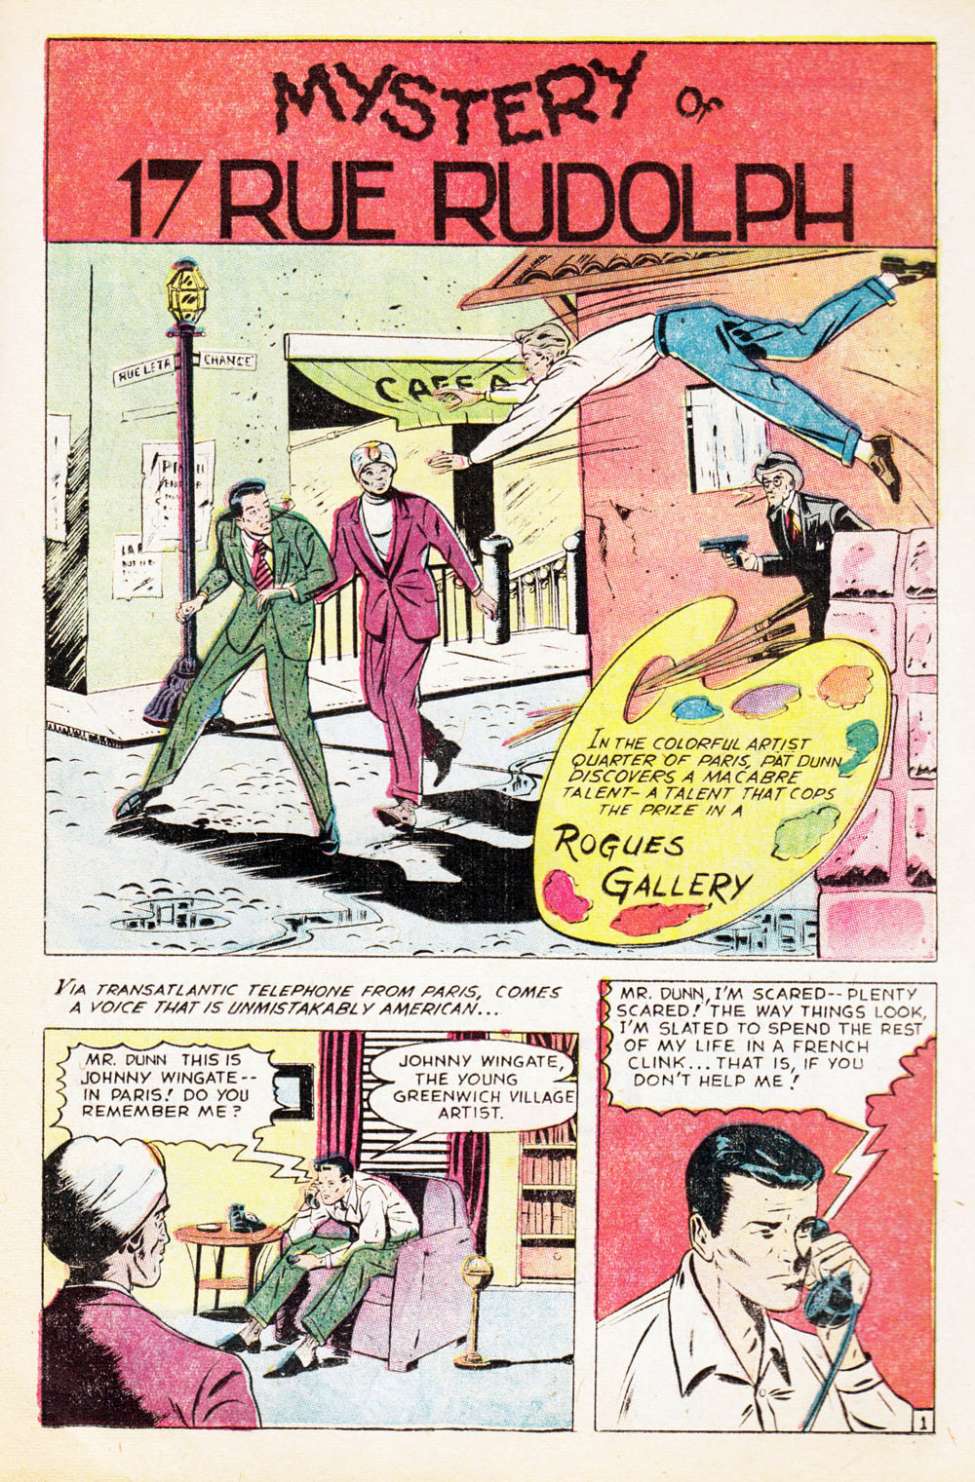 MYSTERY OF
17 RUE RUDOLPH
RUE LETA
CHANCE
CAFE A
IN THE COLORFUL ARTIST
QUARTER OF PARIS, PAT DUNN
DISCOVERS A MACABRE
TALENT- A TALENT THAT COPS
THE PRIZE IN A
ROGUES
GALLERY
VIA TRANSATLANTIC TELEPHONE FROM PARIS, COMES
A VOICE THAT IS UNMISTAKABLY AMERICAN...
MR. DUNN THIS IS
JOHNNY WINGATE--
IN PARIS! DO YOU
REMEMBER ME?
JOHNNY WINGATE,
THE YOUNG
GREENWICH VILLAGE
ARTIST.
MR. DUNN, I'M SCARED-- PLENTY
SCARED! THE WAY THINGS LOOK,
I'M SLATED TO SPEND THE REST
OF MY LIFE IN A FRENCH
CLINK... THAT IS, IF YOU
DON'T HELP ME!
1